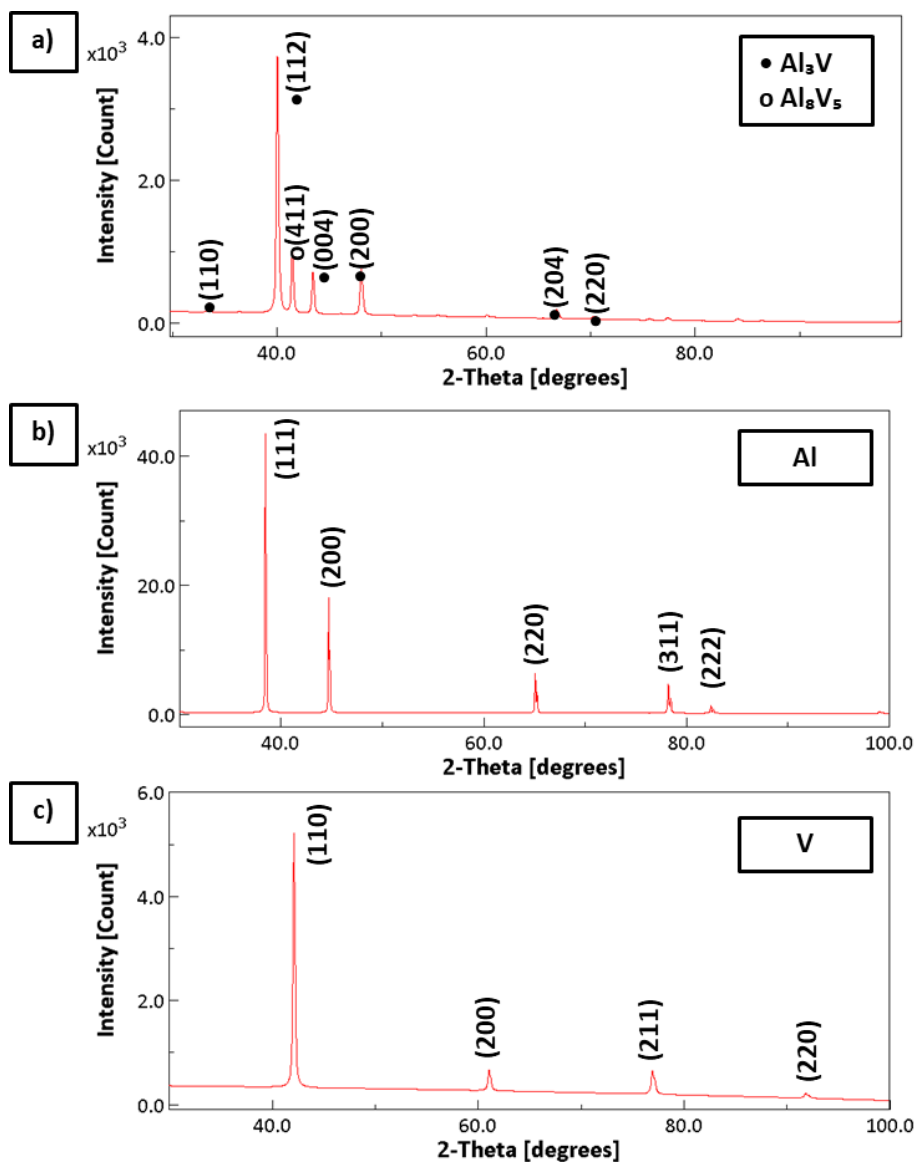 a)
x10³
4.0
2.0
0.0
Intensity [Count]
● Al₃V
o Al₈V₅
●(110)
●(112)
o(411)
●(004)
●(200)
●(204)
●(220)
40.0 60.0 80.0
2-Theta [degrees]
b)
x10³
40.0
20.0
0.0
Intensity [Count]
Al
(111)
(200)
(220)
(311)
(222)
40.0 60.0 80.0 100.0
2-Theta [degrees]
c)
6.0
x10³
4.0
2.0
0.0
Intensity [Count]
V
(110)
(200)
(211)
(220)
40.0 60.0 80.0 100.0
2-Theta [degrees]